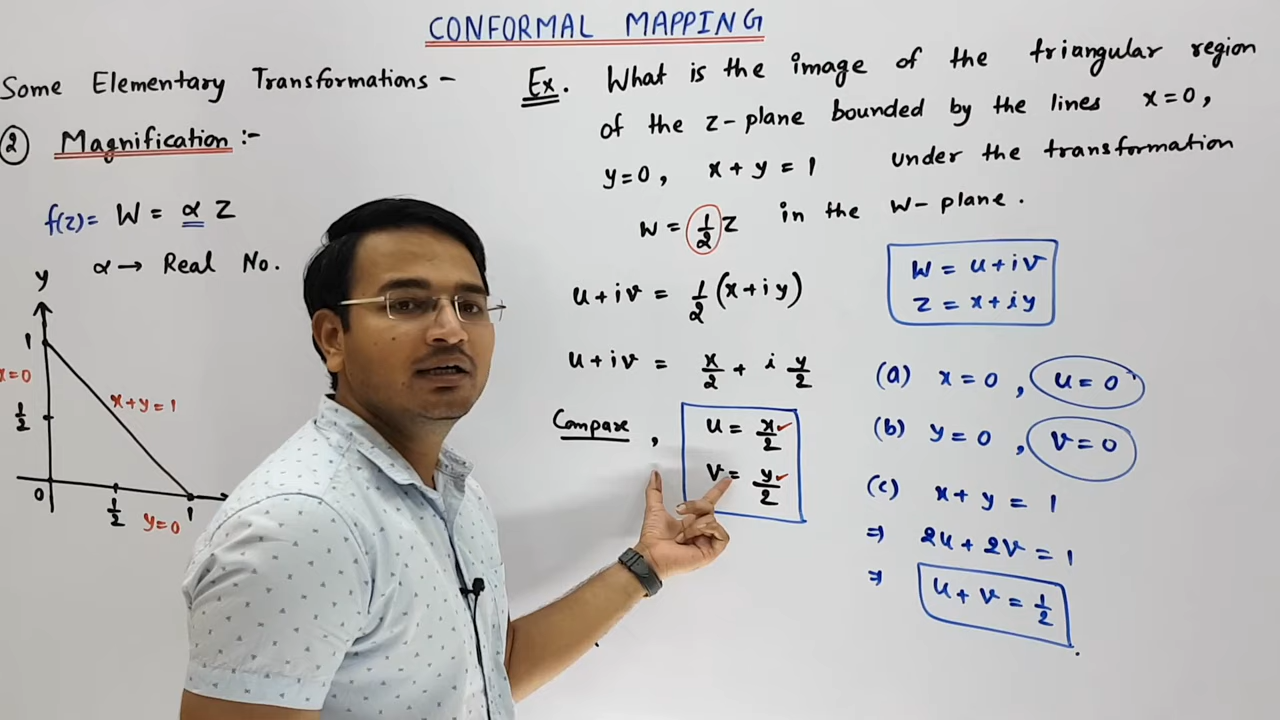 CONFORMAL MAPPING
Some Elementary Transformations -
② Magnification :-
f(z)= W = α Z
α → Real No.
y
1
x=0
x+y=1
1/2
0
1/2
y=0
1
Ex. What is the image of the triangular region
of the z-plane bounded by the lines x=0,
y=0, x+y=1 under the transformation
W = 1/2 Z in the W-plane.
u+iv = 1/2 (x+iy)
u+iv = x/2 + i y/2
Compare,
u = x/2 ✓
v = y/2 ✓
W = u+iv
Z = x+iy
(a) x=0, u=0
(b) y=0, v=0
(c) x+y=1
⇒ 2u+2v=1
⇒ u+v=1/2